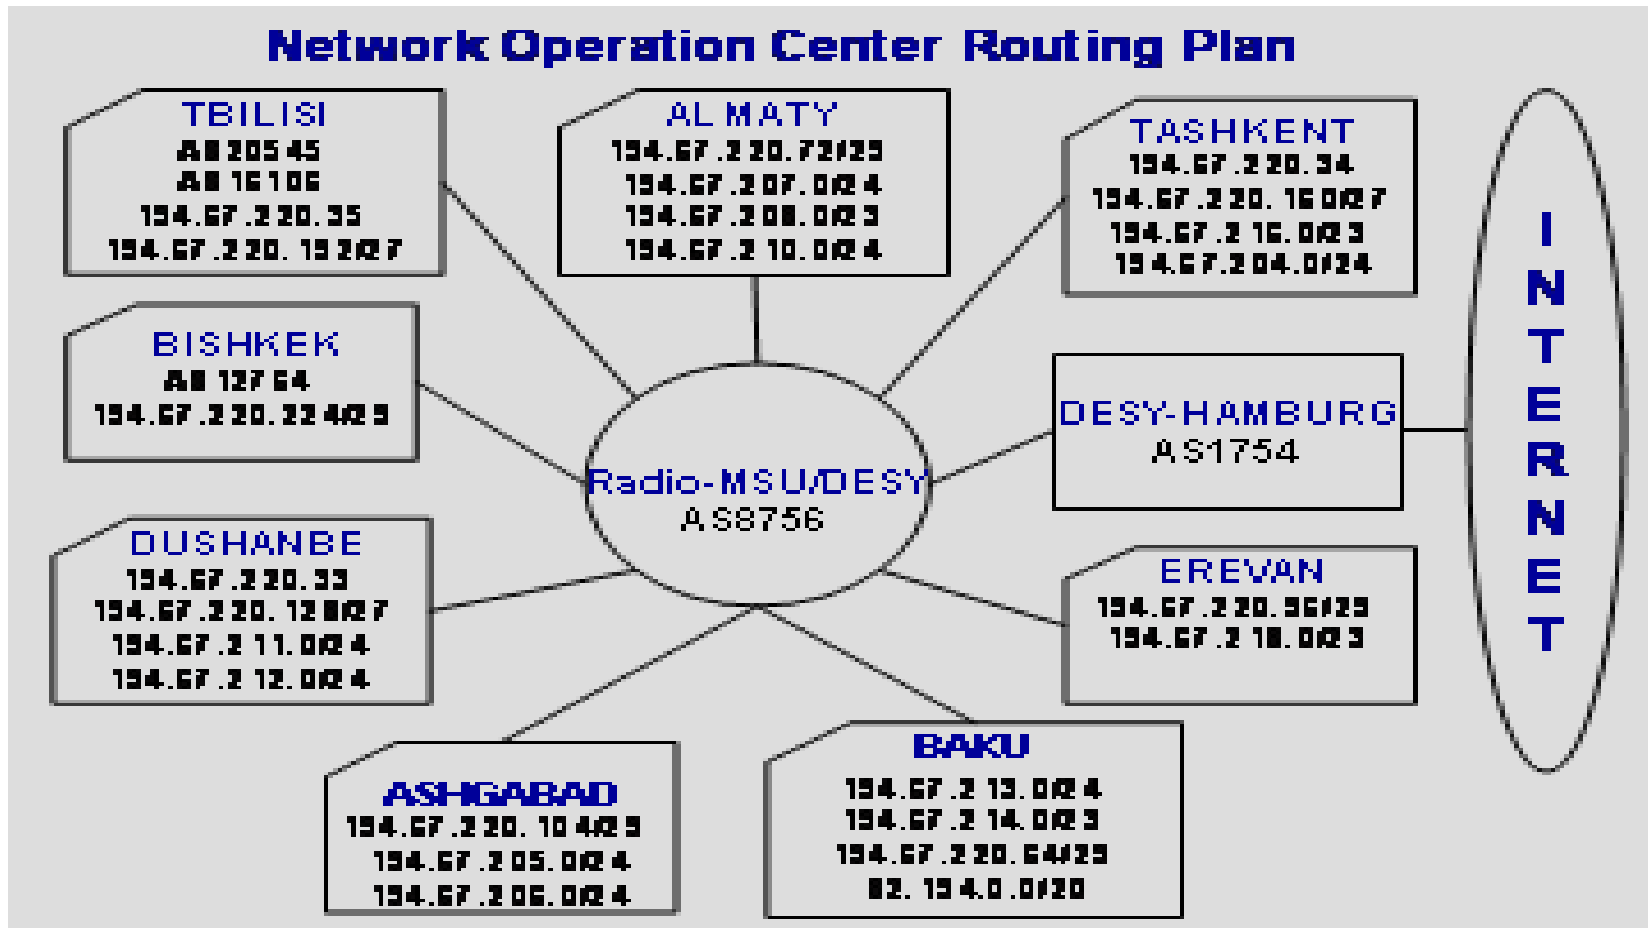 Network Operation Center Routing Plan
TBILISI
AS 20545
AS 16106
194.67.220.35
194.67.220.192/27
ALMATY
194.67.220.72/29
194.67.207.0/24
194.67.208.0/23
194.67.210.0/24
TASHKENT
194.67.220.34
194.67.220.160/27
194.67.216.0/23
194.67.204.0/24
BISHKEK
AS 12764
194.67.220.224/29
Radio-MSU/DESY
AS8756
DESY-HAMBURG
AS1754
INTERNET
DUSHANBE
194.67.220.33
194.67.220.128/27
194.67.211.0/24
194.67.212.0/24
EREVAN
194.67.220.96/29
194.67.218.0/23
ASHGABAD
194.67.220.104/29
194.67.205.0/24
194.67.206.0/24
BAKU
194.67.213.0/24
194.67.214.0/23
194.67.220.64/29
82.194.0.0/20